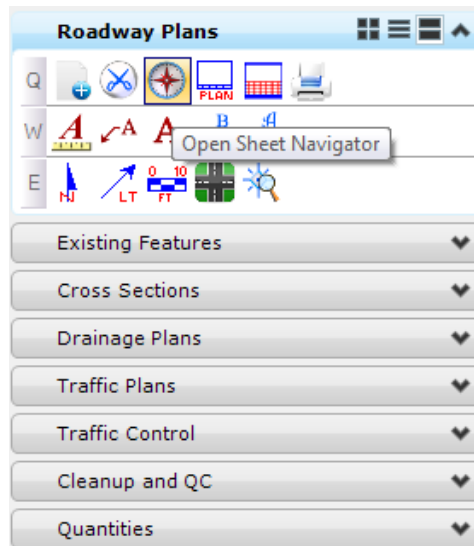 Roadway Plans
Q
PLAN
W A A A B A
Open Sheet Navigator
E N LT 0 10 FT
Existing Features
Cross Sections
Drainage Plans
Traffic Plans
Traffic Control
Cleanup and QC
Quantities